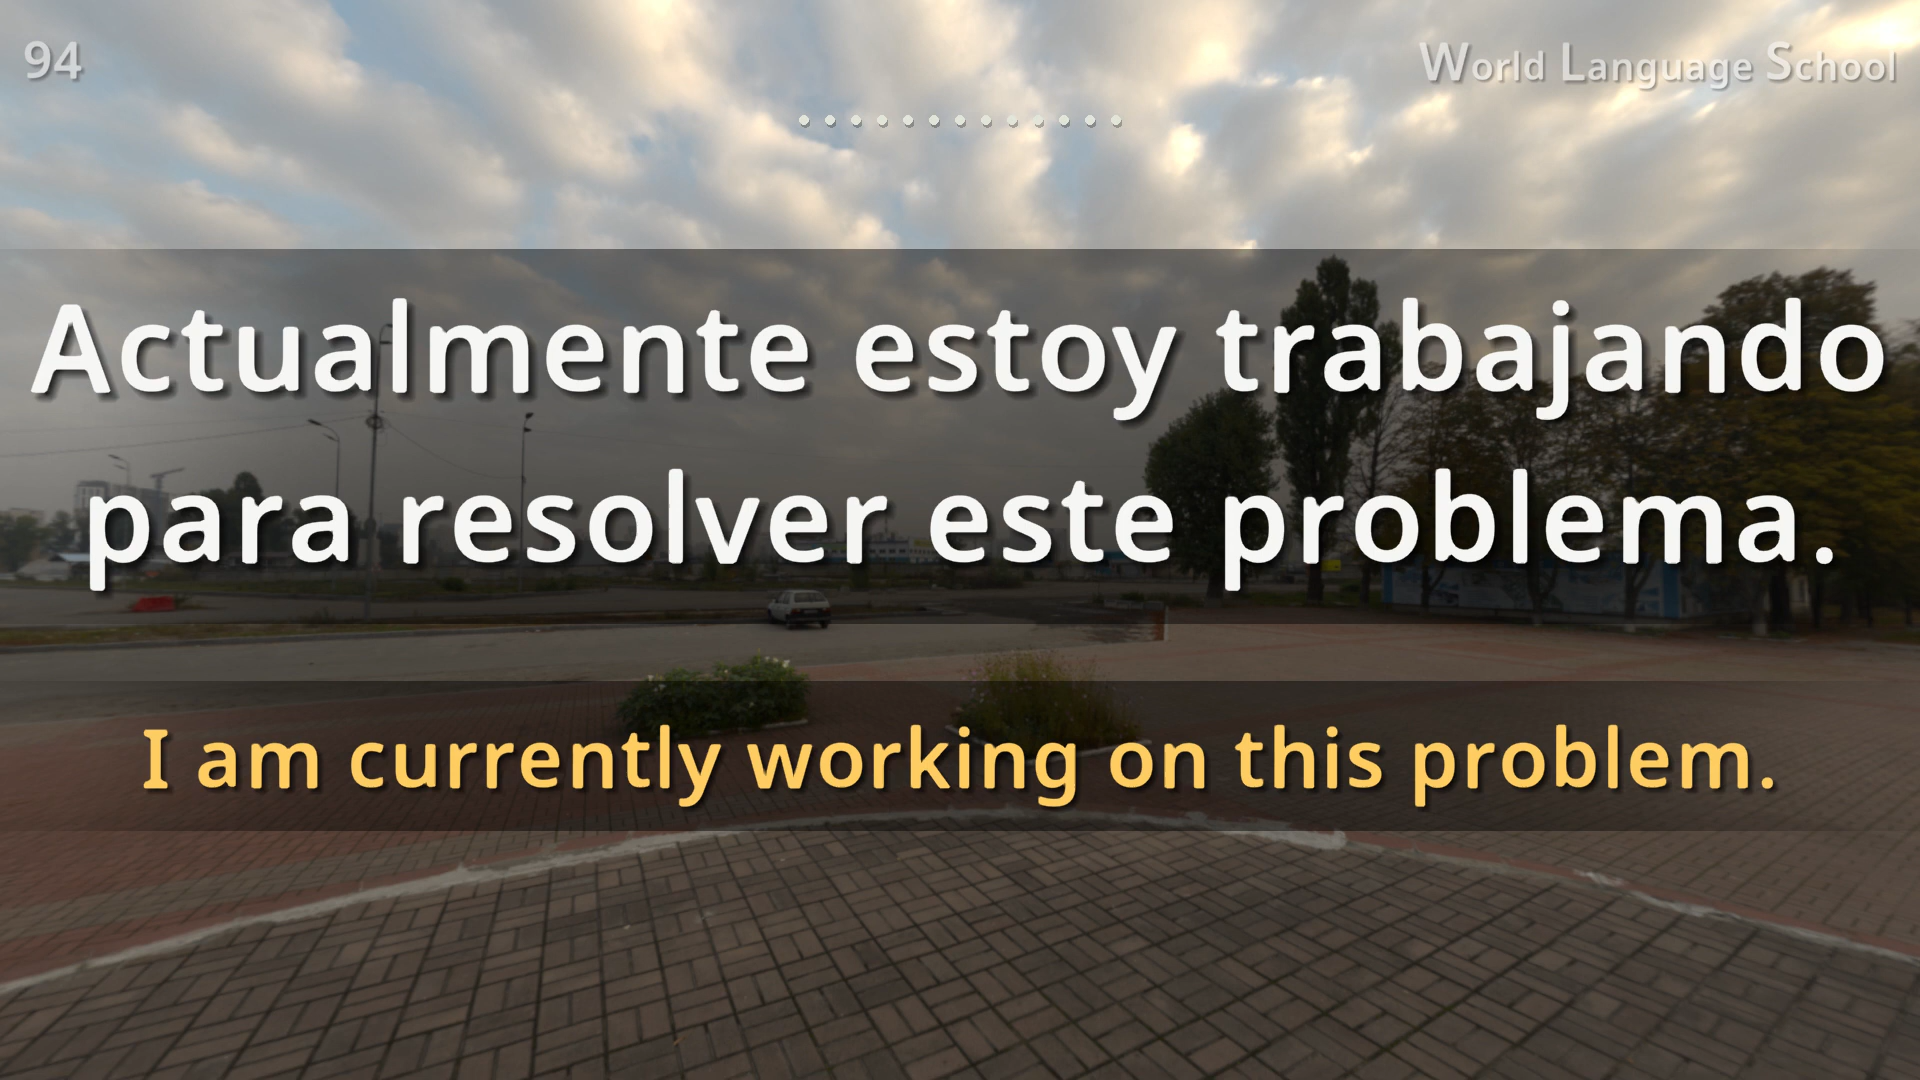 94
World Language School
Actualmente estoy trabajando
para resolver este problema.
I am currently working on this problem.